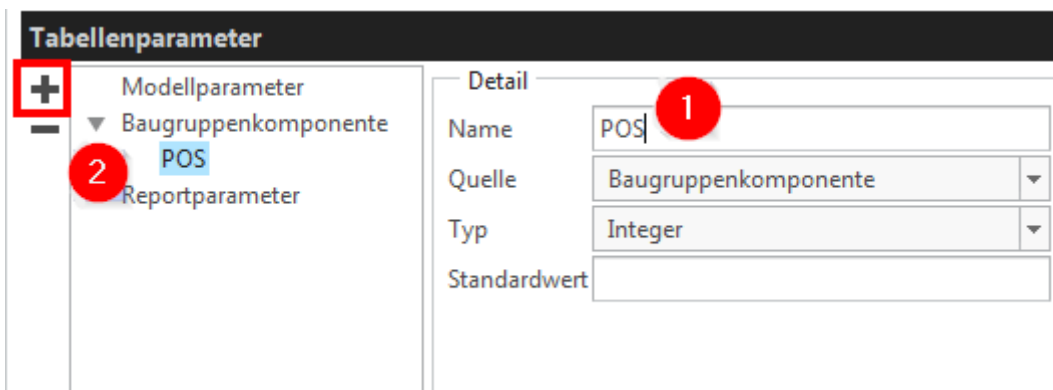 Tabellenparameter
Modellparameter
Baugruppenkomponente
POS
2
Reportparameter
Detail
1
Name POS
Quelle Baugruppenkomponente
Typ Integer
Standardwert